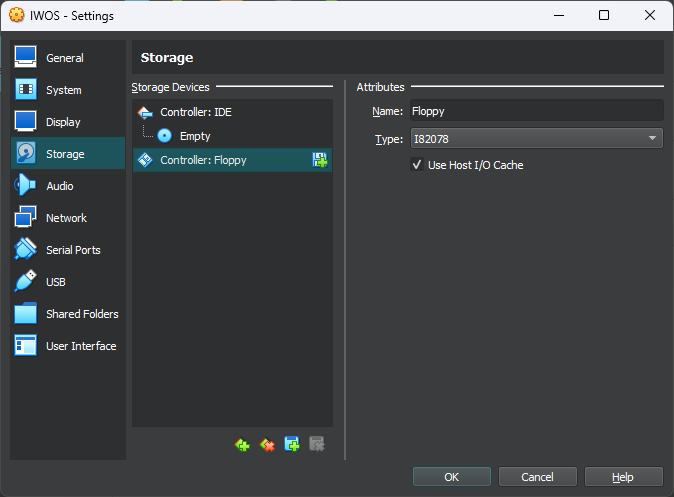 IWOS - Settings
General
System
Display
Storage
Audio
Network
Serial Ports
USB
Shared Folders
User Interface
Storage
Storage Devices
Controller: IDE
Empty
Controller: Floppy
Attributes
Name: Floppy
Type: I82078
Use Host I/O Cache
OK Cancel Help